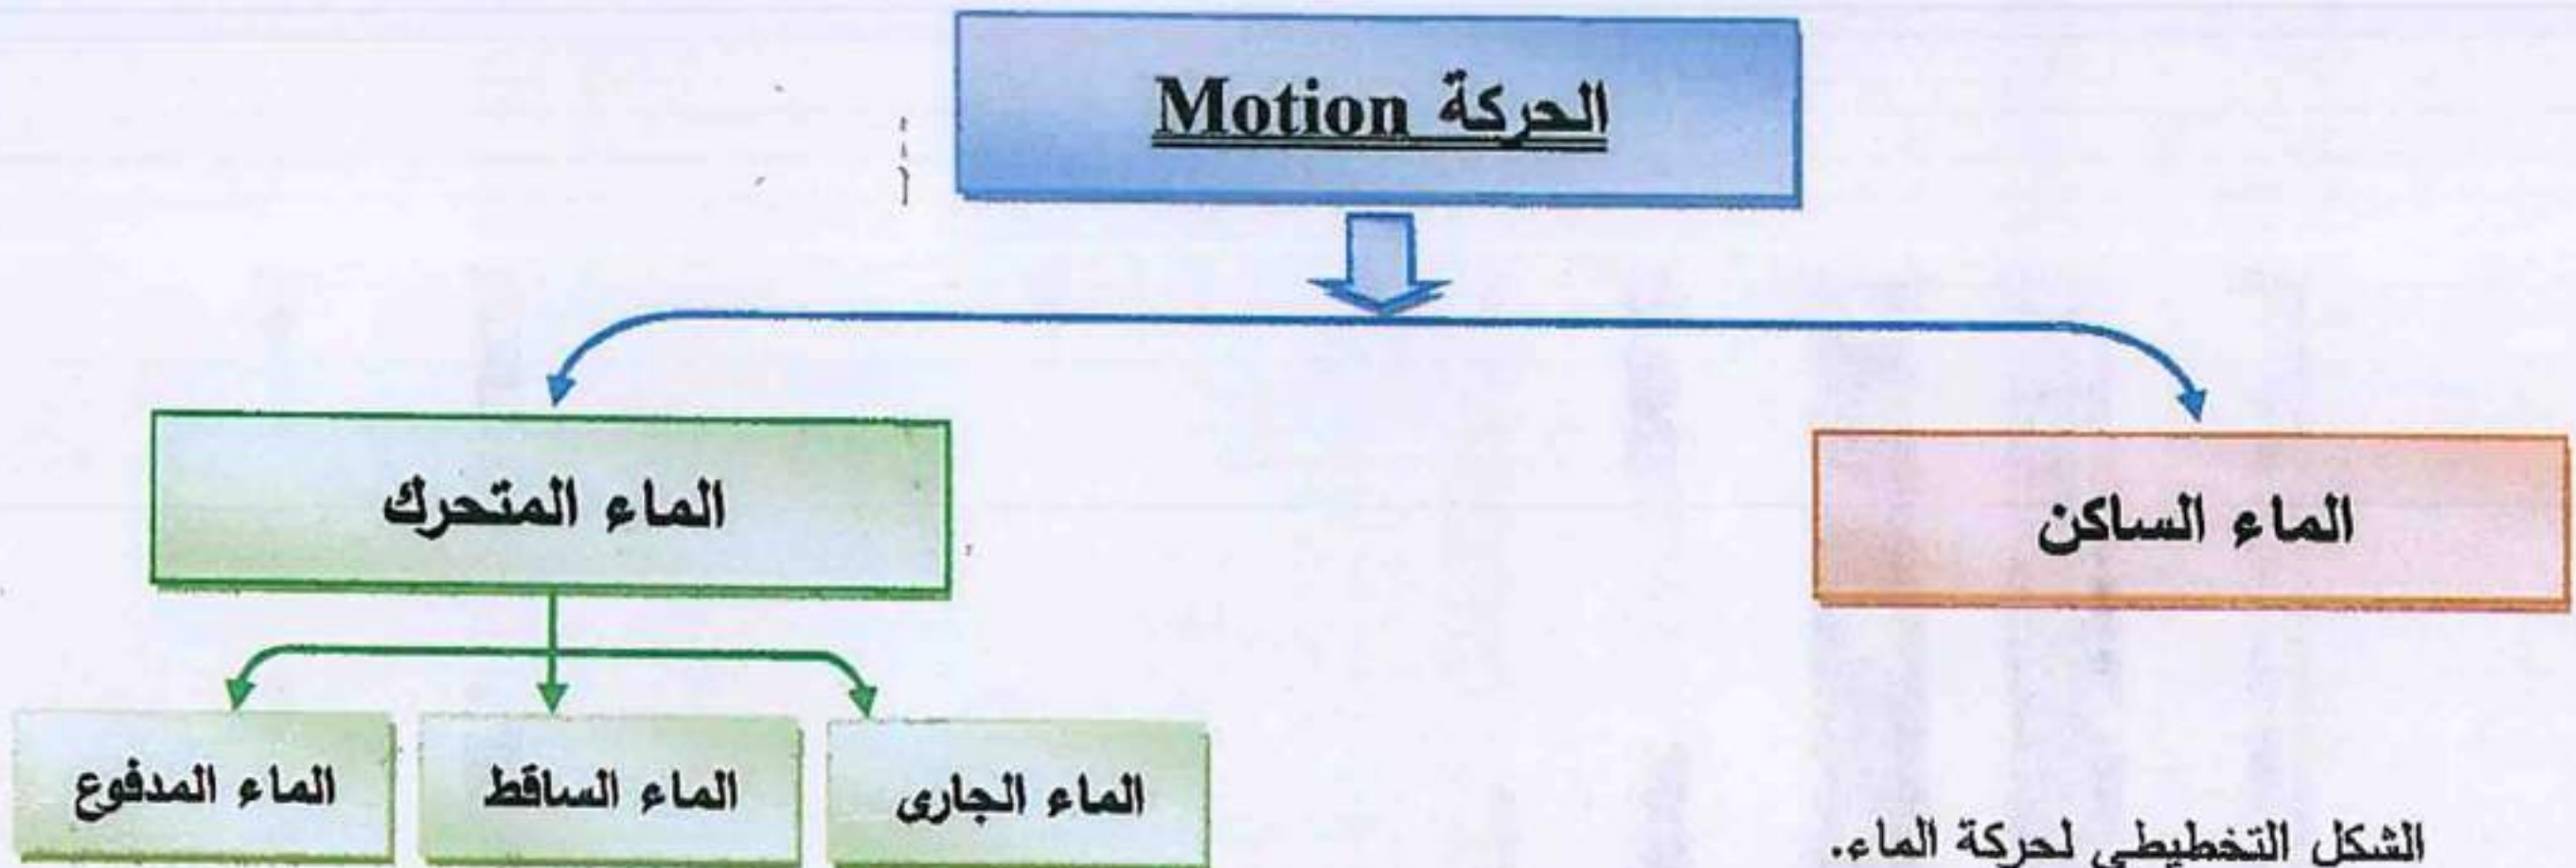 الحركة Motion
الماء الساكن
الماء المتحرك
الماء الجارى
الماء الساقط
الماء المدفوع
الشكل التخطيطي لحركة الماء.